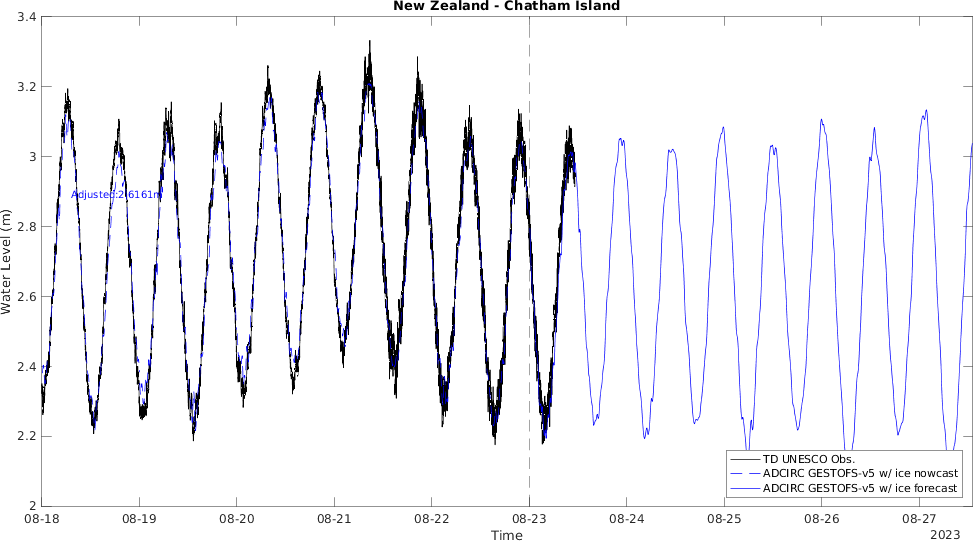 New Zealand - Chatham Island
3.4
3.2
3
2.8
2.6
2.4
2.2
2
Water Level (m)
Adjusted:2.6161m
TD UNESCO Obs.
ADCIRC GESTOFS-v5 w/ ice nowcast
ADCIRC GESTOFS-v5 w/ ice forecast
08-18 08-19 08-20 08-21 08-22 08-23 08-24 08-25 08-26 08-27
Time
2023